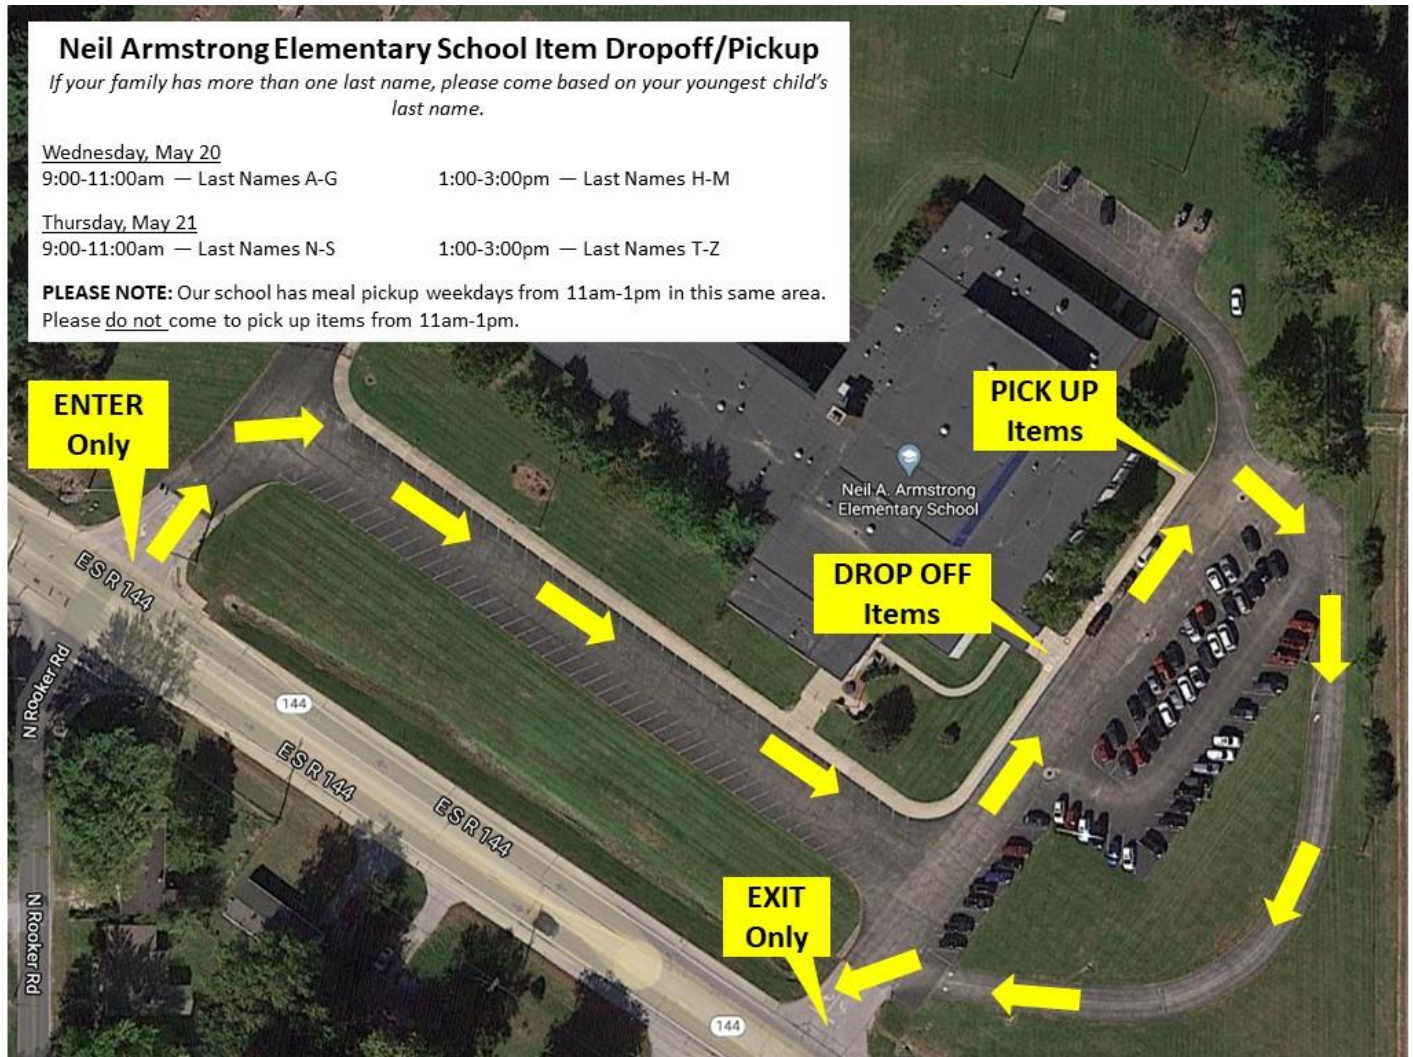 Neil Armstrong Elementary School Item Dropoff/Pickup
If your family has more than one last name, please come based on your youngest child's
last name.
Wednesday, May 20
9:00-11:00am — Last Names A-G 1:00-3:00pm — Last Names H-M
Thursday, May 21
9:00-11:00am — Last Names N-S 1:00-3:00pm — Last Names T-Z
PLEASE NOTE: Our school has meal pickup weekdays from 11am-1pm in this same area.
Please do not come to pick up items from 11am-1pm.
ENTER
Only
PICK UP
Items
Neil A. Armstrong
Elementary School
DROP OFF
Items
E S R 144
N Rooker Rd
144
E S R 144
E S R 144
EXIT
Only
N Rooker Rd
144